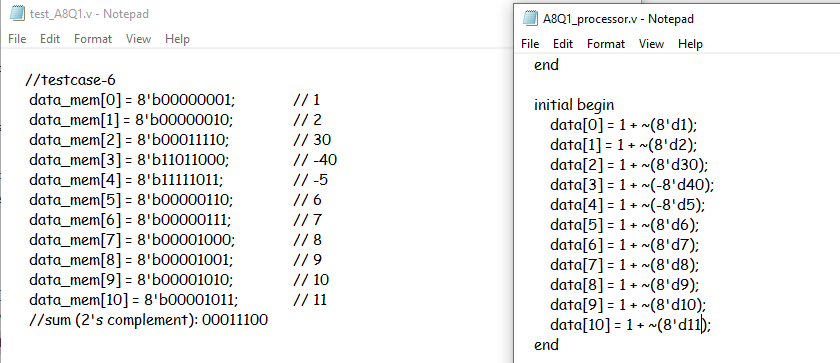 test_A8Q1.v - Notepad
File Edit Format View Help
//testcase-6
data_mem[0] = 8'b00000001; // 1
data_mem[1] = 8'b00000010; // 2
data_mem[2] = 8'b00011110; // 30
data_mem[3] = 8'b11011000; // -40
data_mem[4] = 8'b11111011; // -5
data_mem[5] = 8'b00000110; // 6
data_mem[6] = 8'b00000111; // 7
data_mem[7] = 8'b00001000; // 8
data_mem[8] = 8'b00001001; // 9
data_mem[9] = 8'b00001010; // 10
data_mem[10] = 8'b00001011; // 11
//sum (2's complement): 00011100
A8Q1_processor.v - Notepad
File Edit Format View Help
end
initial begin
data[0] = 1 + ~(8'd1);
data[1] = 1 + ~(8'd2);
data[2] = 1 + ~(8'd30);
data[3] = 1 + ~(-8'd40);
data[4] = 1 + ~(-8'd5);
data[5] = 1 + ~(8'd6);
data[6] = 1 + ~(8'd7);
data[7] = 1 + ~(8'd8);
data[8] = 1 + ~(8'd9);
data[9] = 1 + ~(8'd10);
data[10] = 1 + ~(8'd11);
end